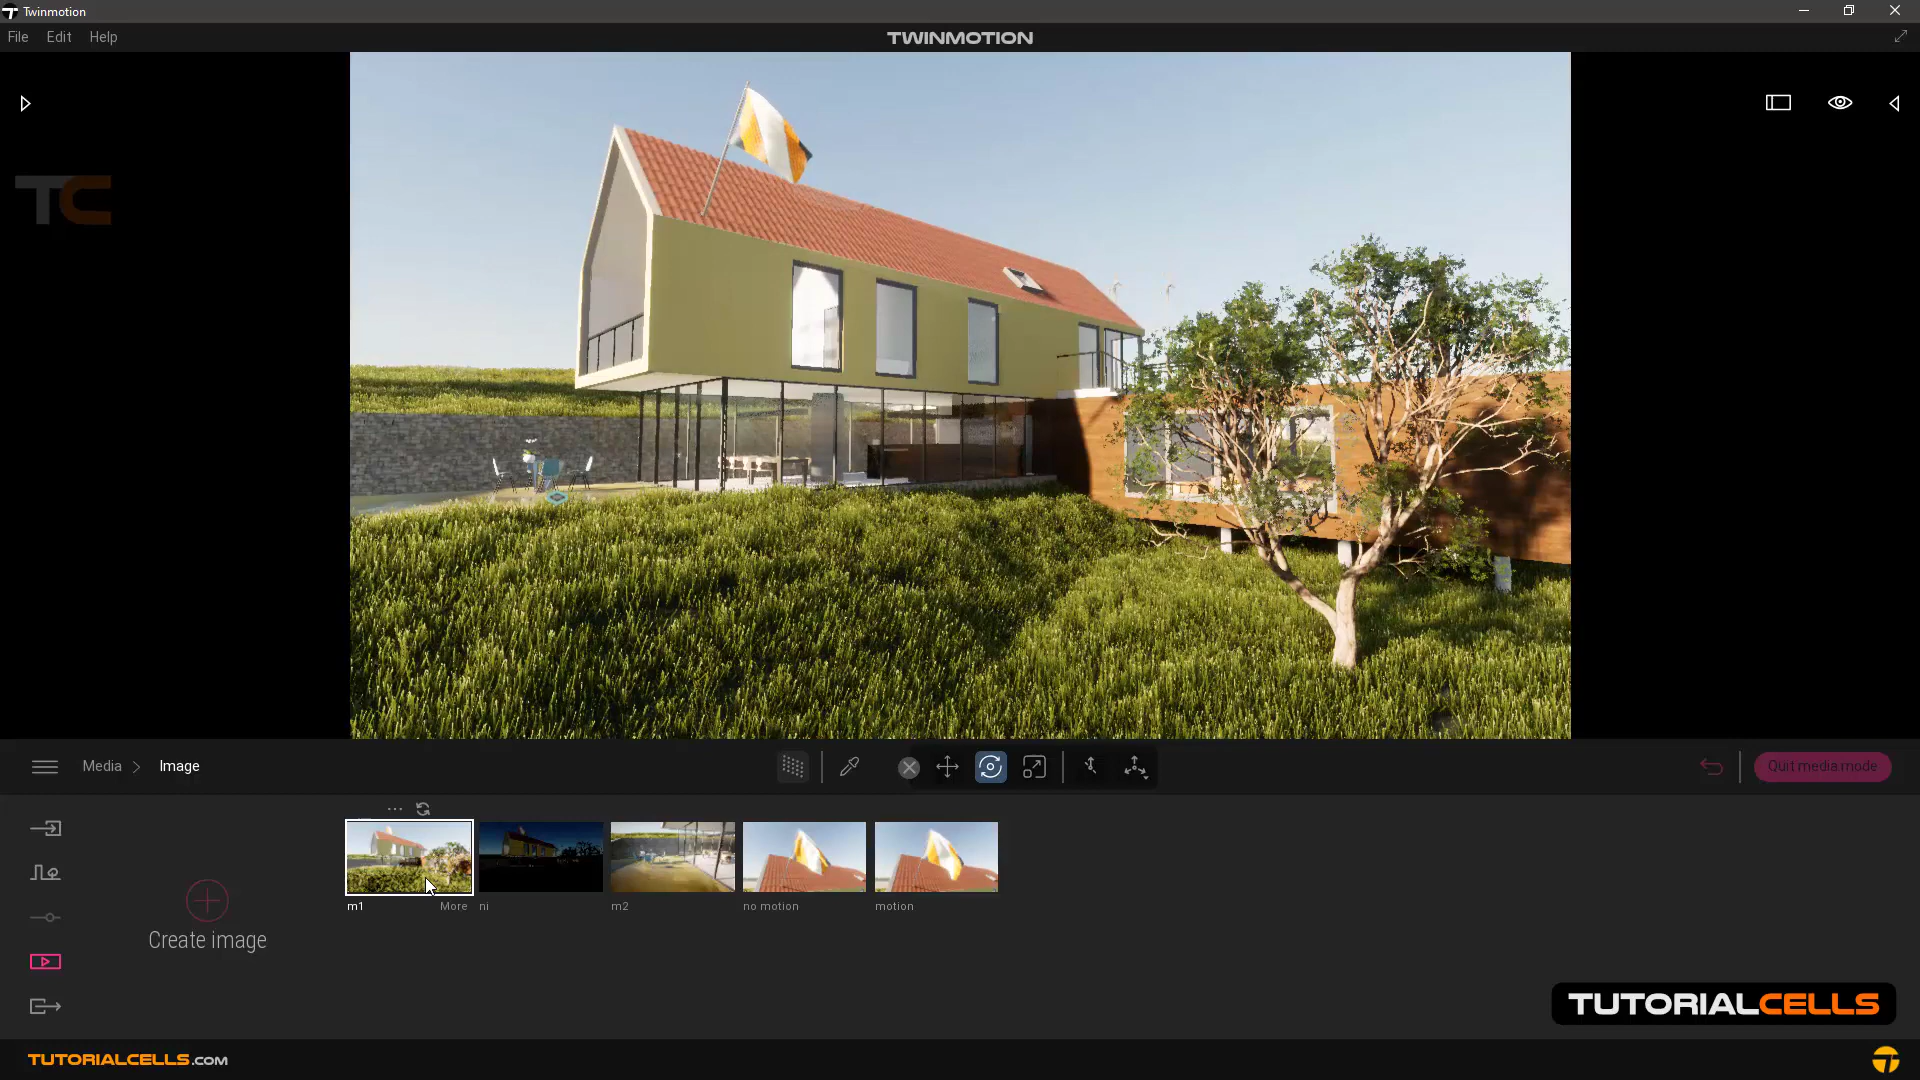 Twinmotion
File Edit Help
TWINMOTION
TC
Media Image
Quit media mode
Create image
m1 More ni m2 no motion motion
TUTORIALCELLS
TUTORIALCELLS.COM